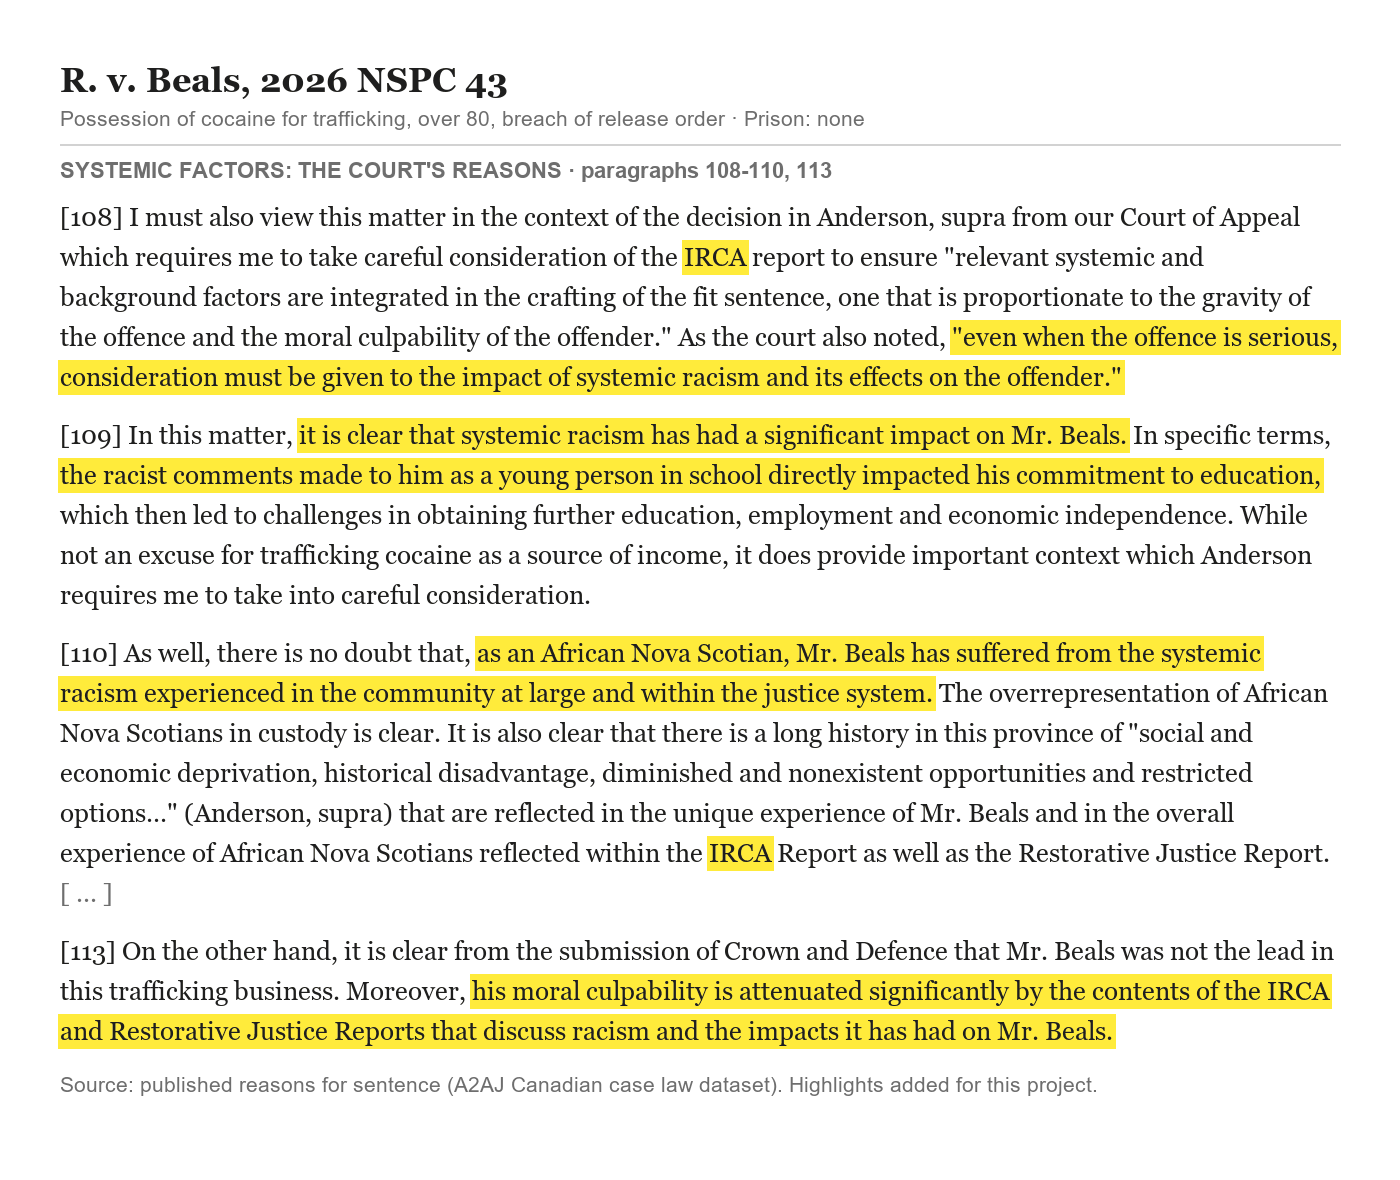 R. v. Beals, 2026 NSPC 43
Possession of cocaine for trafficking, over 80, breach of release order · Prison: none
SYSTEMIC FACTORS: THE COURT'S REASONS · paragraphs 108-110, 113
[108] I must also view this matter in the context of the decision in Anderson, supra from our Court of Appeal
which requires me to take careful consideration of the IRCA report to ensure "relevant systemic and
background factors are integrated in the crafting of the fit sentence, one that is proportionate to the gravity of
the offence and the moral culpability of the offender." As the court also noted, "even when the offence is serious,
consideration must be given to the impact of systemic racism and its effects on the offender."
[109] In this matter, it is clear that systemic racism has had a significant impact on Mr. Beals. In specific terms,
the racist comments made to him as a young person in school directly impacted his commitment to education,
which then led to challenges in obtaining further education, employment and economic independence. While
not an excuse for trafficking cocaine as a source of income, it does provide important context which Anderson
requires me to take into careful consideration.
[110] As well, there is no doubt that, as an African Nova Scotian, Mr. Beals has suffered from the systemic
racism experienced in the community at large and within the justice system. The overrepresentation of African
Nova Scotians in custody is clear. It is also clear that there is a long history in this province of "social and
economic deprivation, historical disadvantage, diminished and nonexistent opportunities and restricted
options..." (Anderson, supra) that are reflected in the unique experience of Mr. Beals and in the overall
experience of African Nova Scotians reflected within the IRCA Report as well as the Restorative Justice Report.
[ ... ]
[113] On the other hand, it is clear from the submission of Crown and Defence that Mr. Beals was not the lead in
this trafficking business. Moreover, his moral culpability is attenuated significantly by the contents of the IRCA
and Restorative Justice Reports that discuss racism and the impacts it has had on Mr. Beals.
Source: published reasons for sentence (A2AJ Canadian case law dataset). Highlights added for this project.